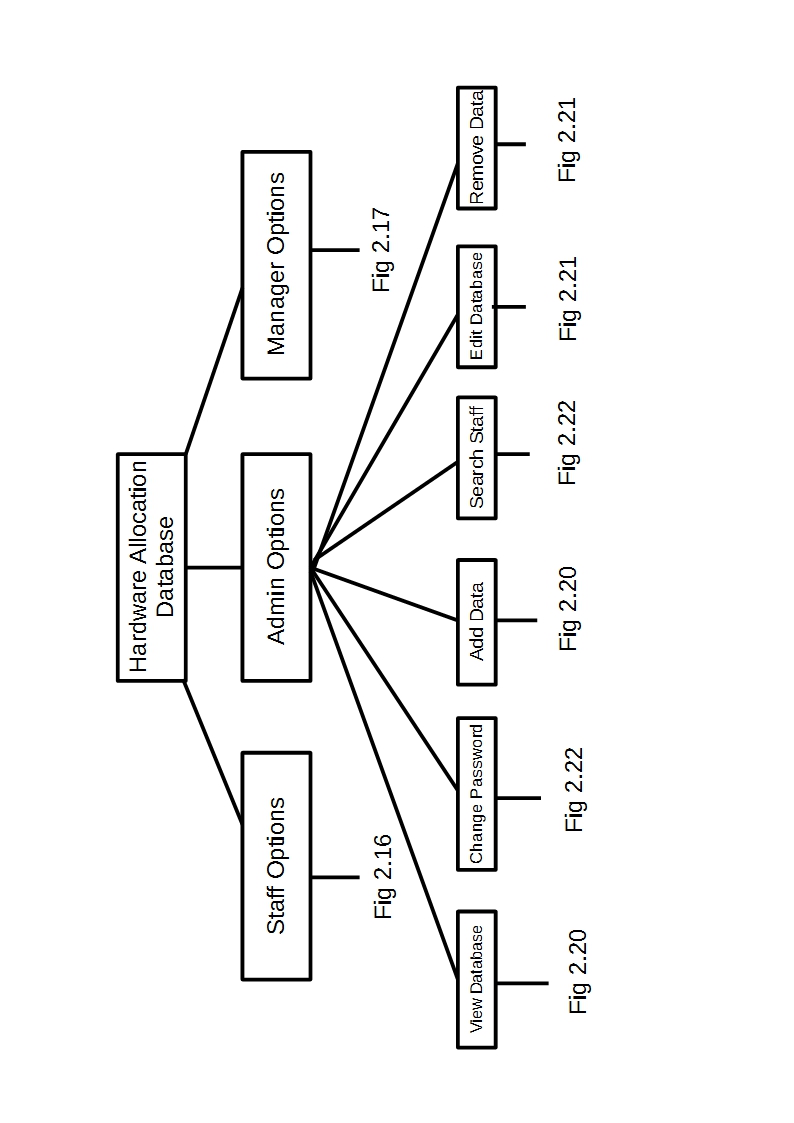 Hardware Allocation
Database
Staff Options
Admin Options
Manager Options
Fig 2.16
Fig 2.17
View Database
Change Password
Add Data
Search Staff
Edit Database
Remove Data
Fig 2.20
Fig 2.22
Fig 2.20
Fig 2.22
Fig 2.21
Fig 2.21